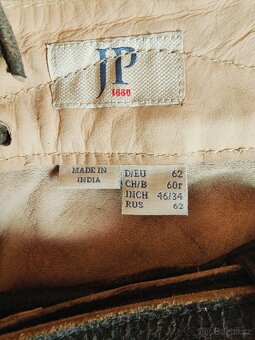 JP
1880
MADE IN
INDIA
D/EU 62
CH/B 60r
INCH 46/34
RUS 62